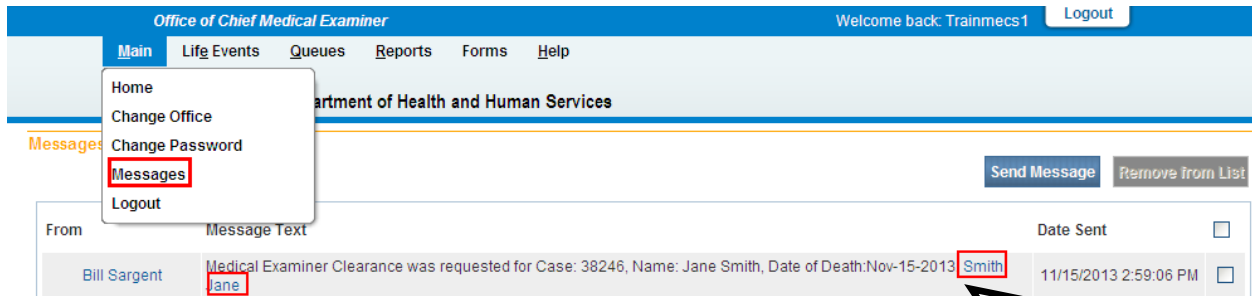 Office of Chief Medical Examiner Welcome back: Trainmecs1 Logout
Main Life Events Queues Reports Forms Help
Home
artment of Health and Human Services
Change Office
Messages Change Password
Messages Send Message Remove from List
Logout
From Message Text Date Sent
Bill Sargent Medical Examiner Clearance was requested for Case: 38246, Name: Jane Smith, Date of Death:Nov-15-2013 Smith 11/15/2013 2:59:06 PM
Jane